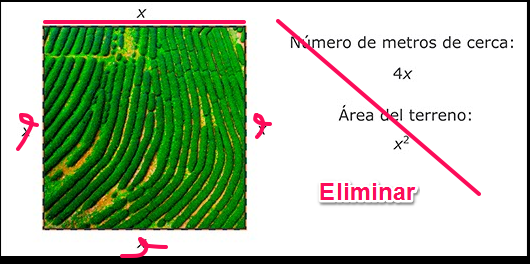 x
Número de metros de cerca:
4x
Área del terreno:
x²
Eliminar